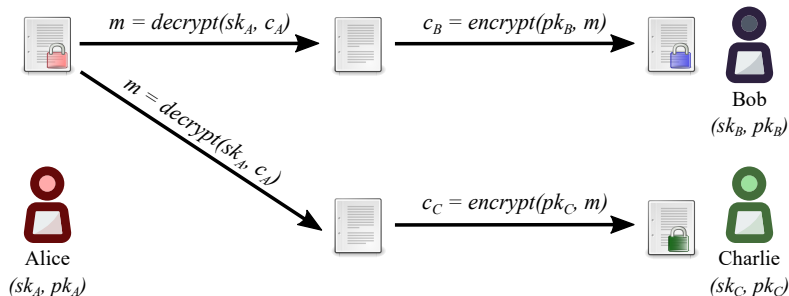 m = decrypt(sk_A, c_A)
c_B = encrypt(pk_B, m)
Bob
(sk_B, pk_B)
m = decrypt(sk_A, c_A)
c_C = encrypt(pk_C, m)
Alice
(sk_A, pk_A)
Charlie
(sk_C, pk_C)